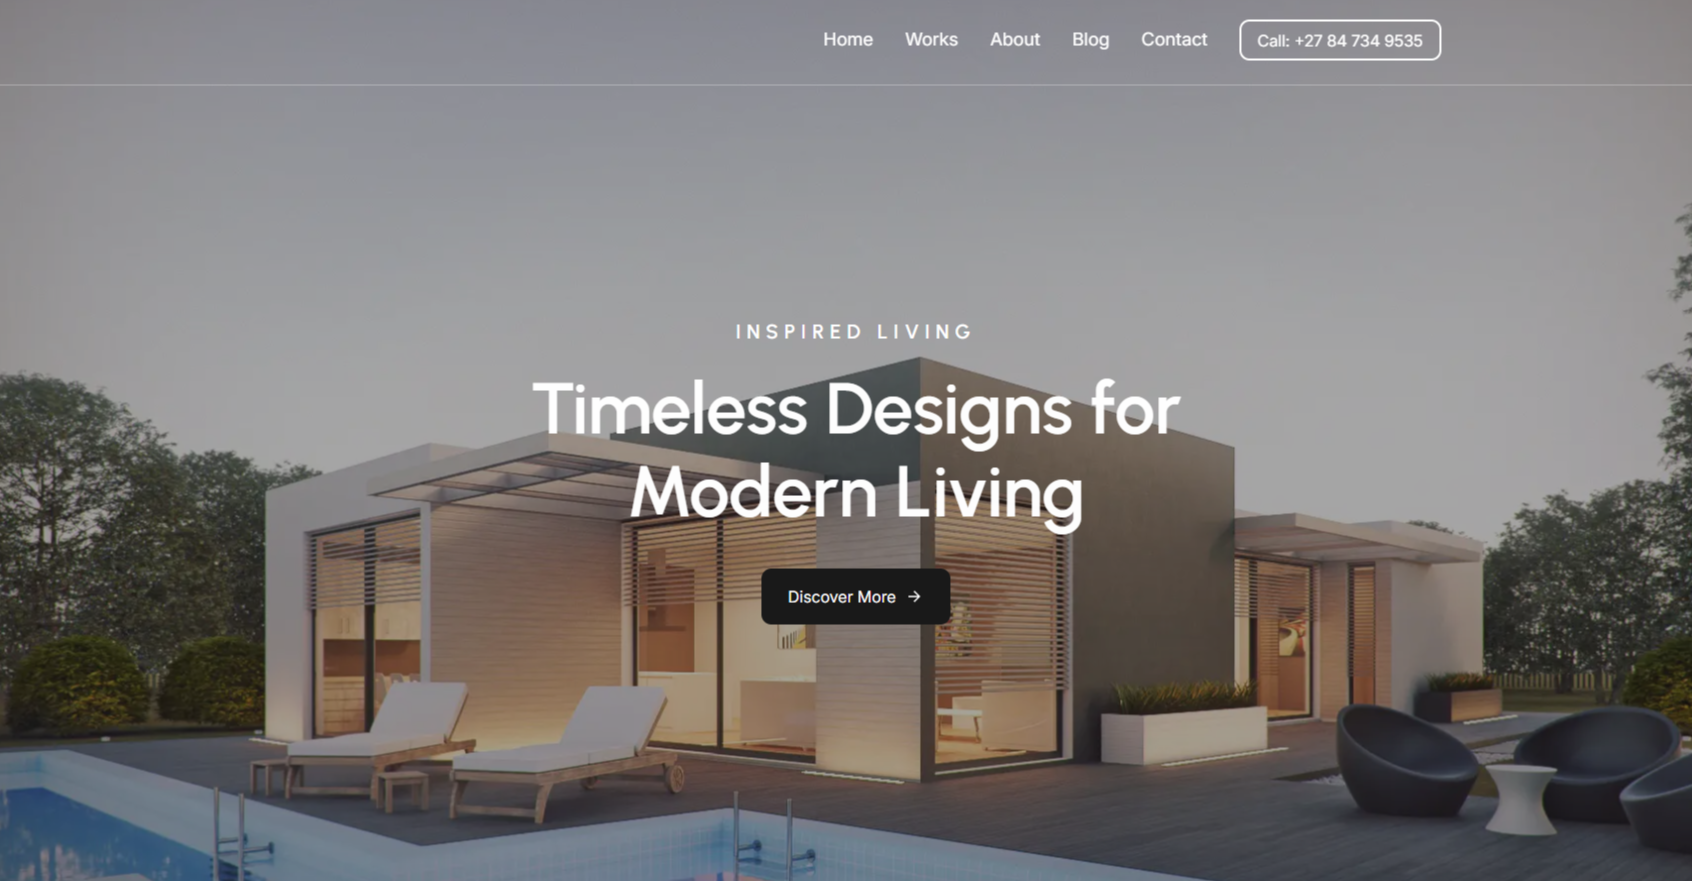 Home Works About Blog Contact Call: +27 84 734 9535
INSPIRED LIVING
Timeless Designs for
Modern Living
Discover More →